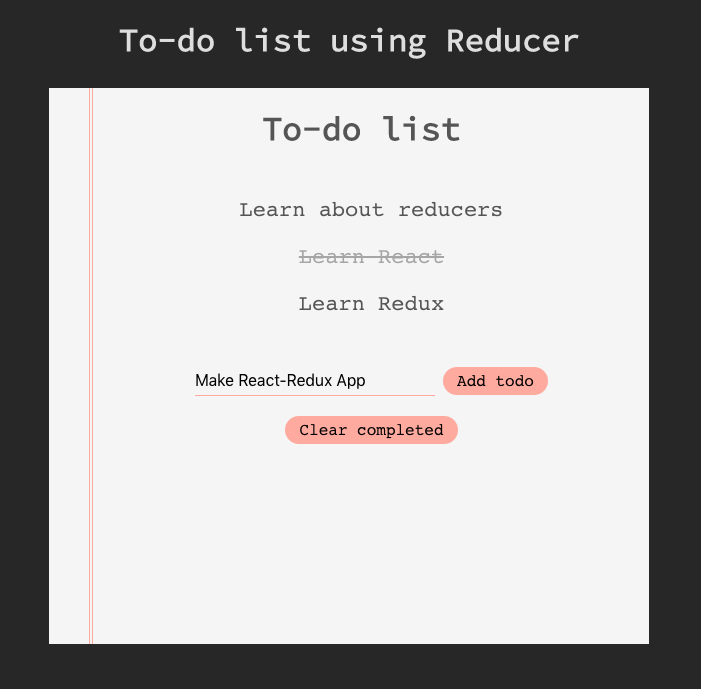 To-do list using Reducer
To-do list
Learn about reducers
Learn React
Learn Redux
Make React-Redux App Add todo
Clear completed